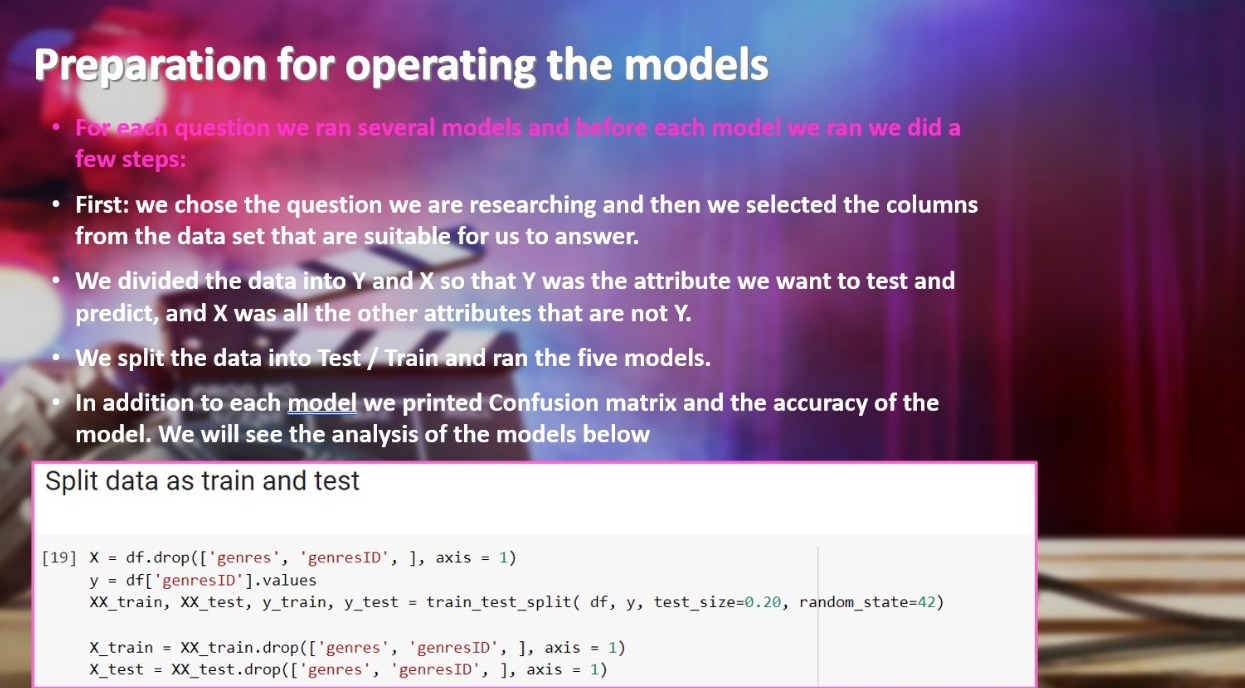 Preparation for operating the models
• For each question we ran several models and before each model we ran we did a
few steps:
• First: we chose the question we are researching and then we selected the columns
from the data set that are suitable for us to answer.
• We divided the data into Y and X so that Y was the attribute we want to test and
predict, and X was all the other attributes that are not Y.
• We split the data into Test / Train and ran the five models.
• In addition to each model we printed Confusion matrix and the accuracy of the
model. We will see the analysis of the models below
Split data as train and test
[19] X = df.drop(['genres', 'genresID', ], axis = 1)
y = df['genresID'].values
XX_train, XX_test, y_train, y_test = train_test_split( df, y, test_size=0.20, random_state=42)
X_train = XX_train.drop(['genres', 'genresID', ], axis = 1)
X_test = XX_test.drop(['genres', 'genresID', ], axis = 1)